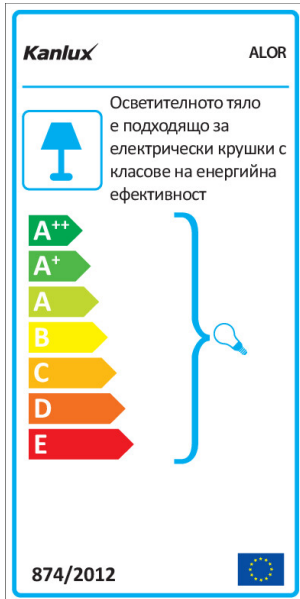 Kanlux
ALOR
Осветителното тяло
е подходящо за
електрически крушки с
класове на енергийна
ефективност
A++
A+
A
B
C
D
E
874/2012